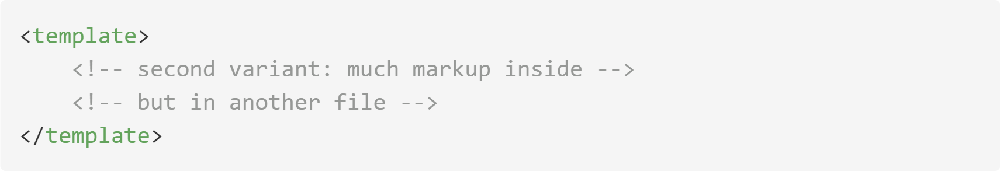 <template>
    <!-- second variant: much markup inside -->
    <!-- but in another file -->
</template>